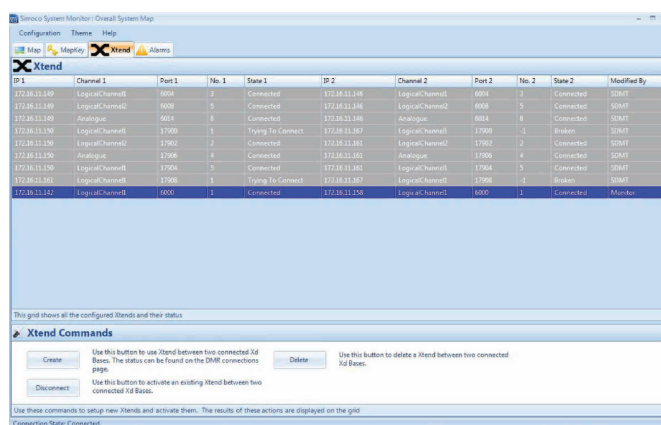 Simoco System Monitor : Overall System Map
Configuration Theme Help
Map MapKey Xtend Alarms
Xtend
IP 1 Channel 1 Port 1 No. 1 State 1 IP 2 Channel 2 Port 2 No. 2 State 2 Modified By
172.16.11.149 LogicalChannel1 6004 3 Connected 172.16.11.146 LogicalChannel1 6004 3 Connected SDMT
172.16.11.149 LogicalChannel2 6008 5 Connected 172.16.11.146 LogicalChannel2 6008 5 Connected SDMT
172.16.11.149 Analogue 6014 8 Connected 172.16.11.146 Analogue 6014 8 Connected SDMT
172.16.11.150 LogicalChannel1 17900 1 Trying To Connect 172.16.11.167 LogicalChannel1 17900 -1 Broken SDMT
172.16.11.150 LogicalChannel2 17902 2 Connected 172.16.11.161 LogicalChannel2 17902 2 Connected SDMT
172.16.11.150 Analogue 17906 4 Connected 172.16.11.161 Analogue 17906 4 Connected SDMT
172.16.11.150 LogicalChannel1 17904 5 Connected 172.16.11.161 LogicalChannel1 17904 5 Connected SDMT
172.16.11.161 LogicalChannel1 17908 1 Trying To Connect 172.16.11.167 LogicalChannel1 17908 -1 Broken SDMT
172.16.11.142 LogicalChannel1 6000 1 Connected 172.16.11.158 LogicalChannel1 6000 1 Connected Monitor
This grid shows all the configured Xtends and their status
Xtend Commands
Create
Use this button to use Xtend between two connected Xd
Bases. The status can be found on the DMR connections
page.
Delete
Use this button to delete a Xtend between two connected
Xd Bases.
Disconnect
Use this button to activate an existing Xtend between two
connected Xd Bases.
Use these commands to setup new Xtends and activate them. The results of these actions are displayed on the grid
Connection State: Connected